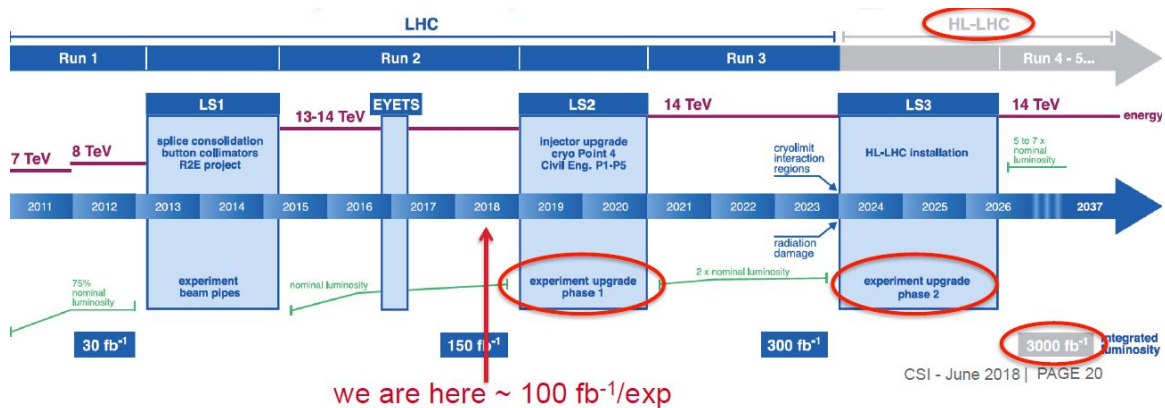 LHC
HL-LHC
Run 1
Run 2
Run 3
Run 4 - 5...
LS1
EYETS
LS2
LS3
7 TeV
8 TeV
13-14 TeV
14 TeV
14 TeV
energy
splice consolidation
button collimators
R2E project
injector upgrade
cryo Point 4
Civil Eng. P1-P5
cryolimit
interaction
regions
HL-LHC installation
5 to 7 x
nominal
luminosity
2011 2012 2013 2014 2015 2016 2017 2018 2019 2020 2021 2022 2023 2024 2025 2026 2037
radiation
damage
75%
nominal
luminosity
experiment
beam pipes
nominal luminosity
experiment upgrade
phase 1
2 x nominal luminosity
experiment upgrade
phase 2
30 fb⁻¹
150 fb⁻¹
300 fb⁻¹
3000 fb⁻¹
integrated
luminosity
CSI - June 2018 | PAGE 20
we are here ~ 100 fb⁻¹/exp